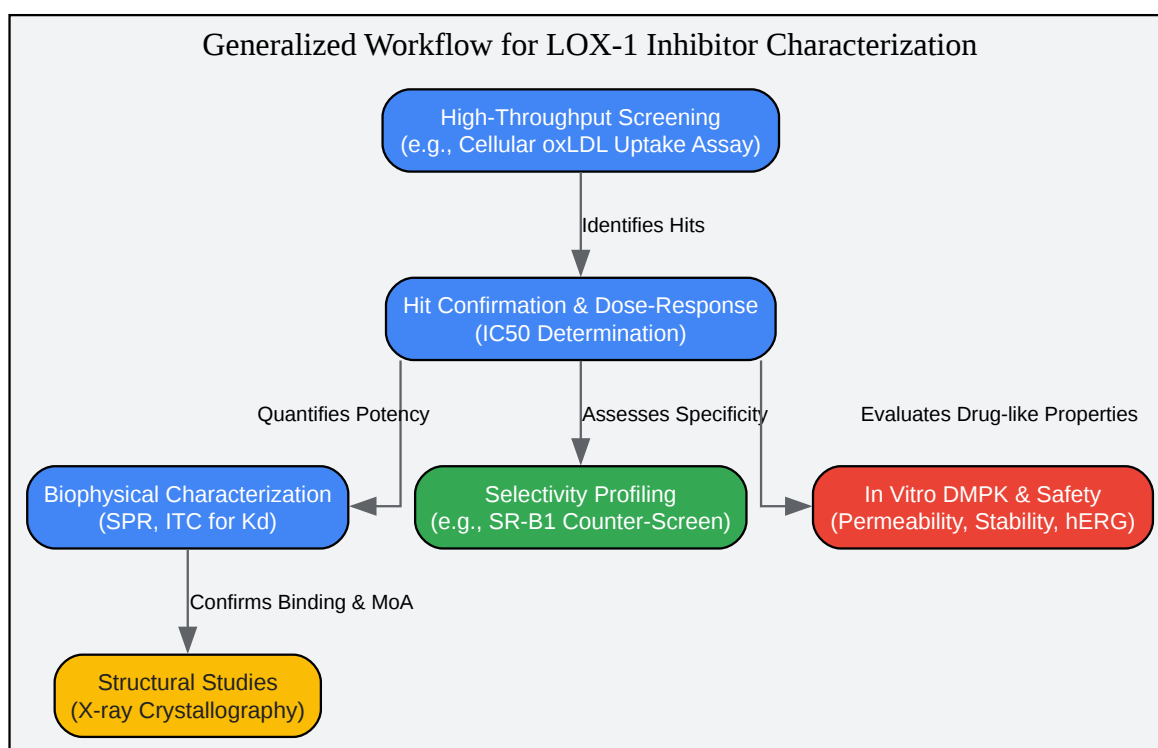 Generalized Workflow for LOX-1 Inhibitor Characterization
High-Throughput Screening
(e.g., Cellular oxLDL Uptake Assay)
Identifies Hits
Hit Confirmation & Dose-Response
(IC50 Determination)
Quantifies Potency
Assesses Specificity
Evaluates Drug-like Properties
Biophysical Characterization
(SPR, ITC for Kd)
Selectivity Profiling
(e.g., SR-B1 Counter-Screen)
In Vitro DMPK & Safety
(Permeability, Stability, hERG)
Confirms Binding & MoA
Structural Studies
(X-ray Crystallography)